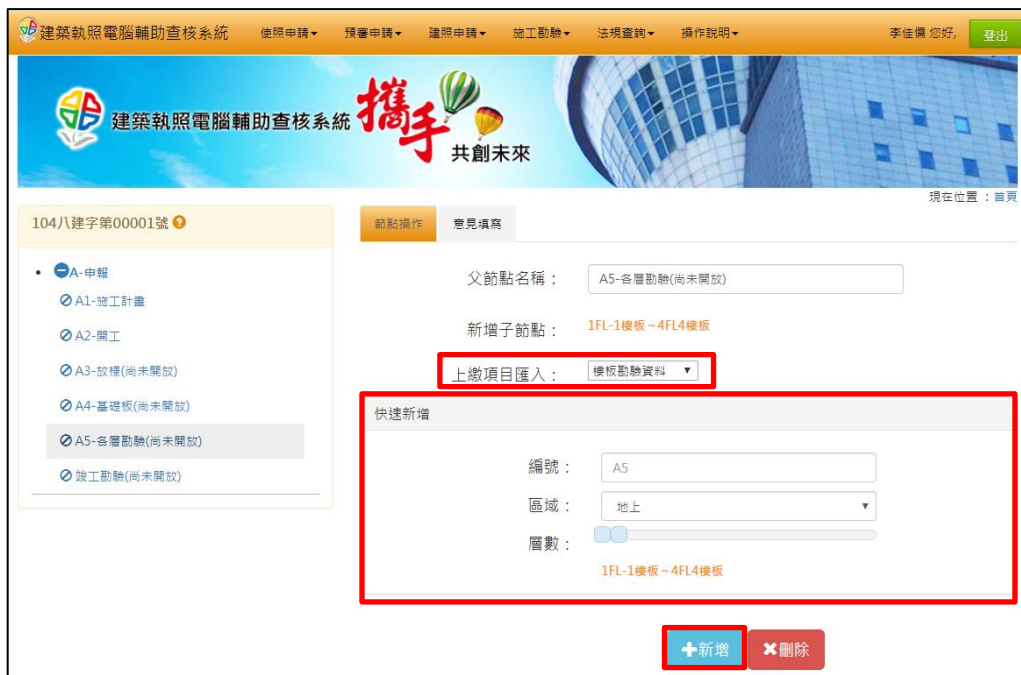 建築執照電腦輔助查核系統 使照申請 預審申請 建照申請 施工勘驗 法規查詢 操作說明 李佳儒 您好, 登出
建築執照電腦輔助查核系統 攜手
共創未來
現在位置 : 首頁
104八建字第00001號
A-申報
A1-施工計畫
A2-開工
A3-放樣(尚未開放)
A4-基礎板(尚未開放)
A5-各層勘驗(尚未開放)
竣工勘驗(尚未開放)
節點操作 意見填寫
父節點名稱 : A5-各層勘驗(尚未開放)
新增子節點 : 1FL-1樓板 ~ 4FL4樓板
上繳項目匯入 : 樓板勘驗資料
快速新增
編號 : A5
區域 : 地上
層數 :
1FL-1樓板 ~ 4FL4樓板
新增 刪除